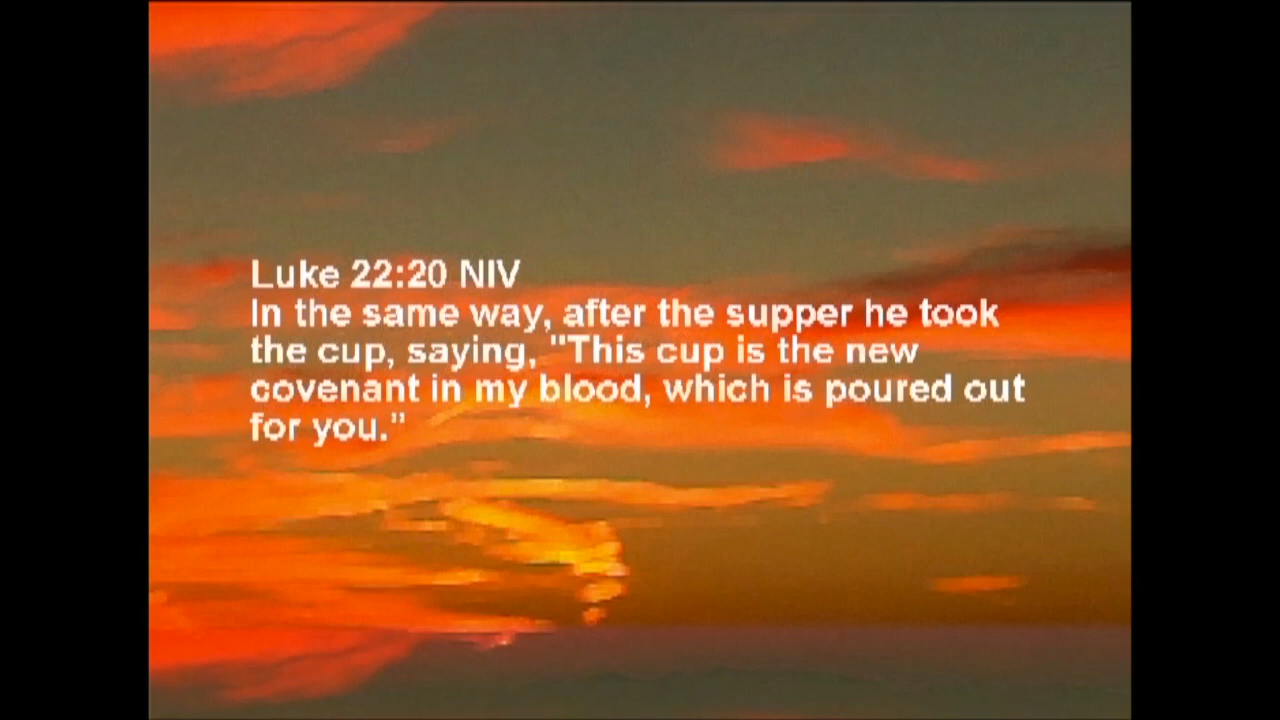 Luke 22:20 NIV
In the same way, after the supper he took
the cup, saying, "This cup is the new
covenant in my blood, which is poured out
for you.”